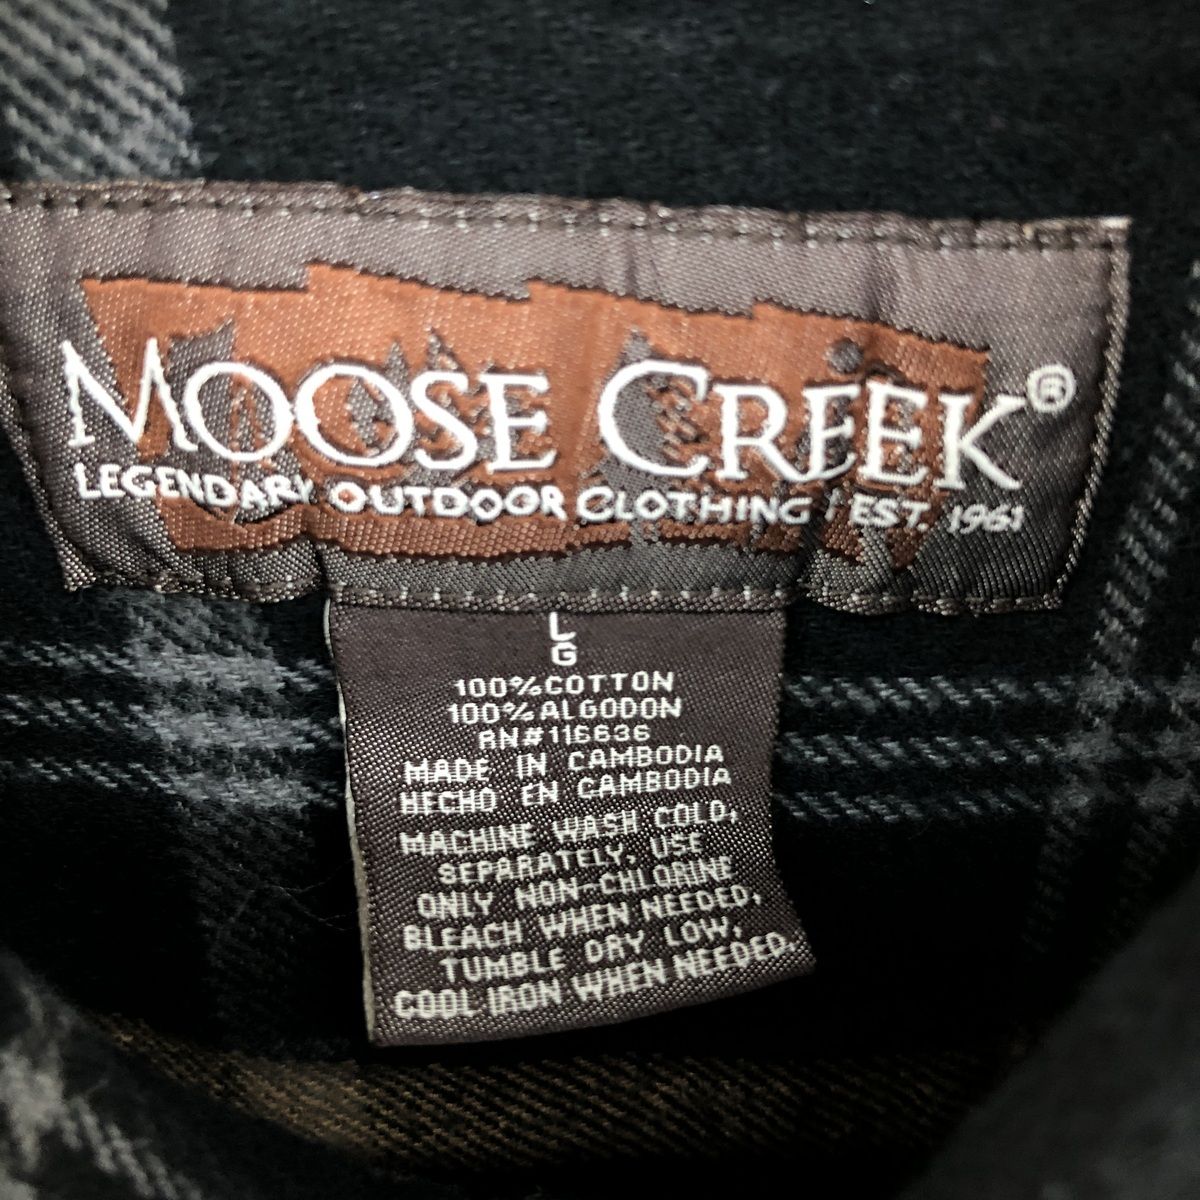 MOOSE CREEK®
LEGENDARY OUTDOOR CLOTHING | EST. 1961
L
G
100%COTTON
100%ALGODON
RN#116636
MADE IN CAMBODIA
HECHO EN CAMBODIA
MACHINE WASH COLD,
SEPARATELY, USE
ONLY NON-CHLORINE
BLEACH WHEN NEEDED,
TUMBLE DRY LOW,
COOL IRON WHEN NEEDED.